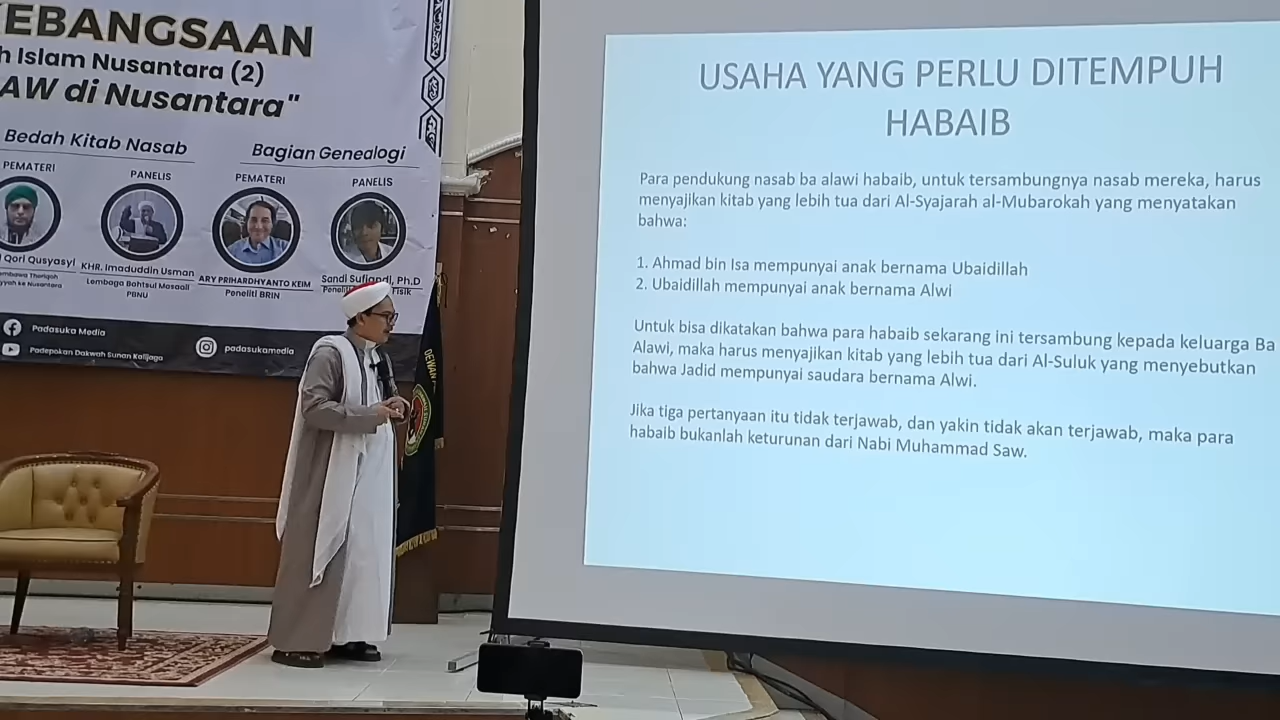 EBANGSAAN
h Islam Nusantara (2)
AW di Nusantara"
Bedah Kitab Nasab
Bagian Genealogi
PEMATERI
PANELIS
PEMATERI
PANELIS
Qori Qusyasyi
KHR. Imaduddin Usman
Lembaga Bahtsul Masaail
PBNU
ARY PRIHARDHYANTO KEIM
Peneliti BRIN
Sandi Sufiandi, Ph.D
Padasuka Media
Padepokan Dakwah Sunan Kalijaga
padasukamedia
DEWAN
USAHA YANG PERLU DITEMPUH
HABAIB
Para pendukung nasab ba alawi habaib, untuk tersambungnya nasab mereka, harus
menyajikan kitab yang lebih tua dari Al-Syajarah al-Mubarokah yang menyatakan
bahwa:
1. Ahmad bin Isa mempunyai anak bernama Ubaidillah
2. Ubaidillah mempunyai anak bernama Alwi
Untuk bisa dikatakan bahwa para habaib sekarang ini tersambung kepada keluarga Ba
Alawi, maka harus menyajikan kitab yang lebih tua dari Al-Suluk yang menyebutkan
bahwa Jadid mempunyai saudara bernama Alwi.
Jika tiga pertanyaan itu tidak terjawab, dan yakin tidak akan terjawab, maka para
habaib bukanlah keturunan dari Nabi Muhammad Saw.